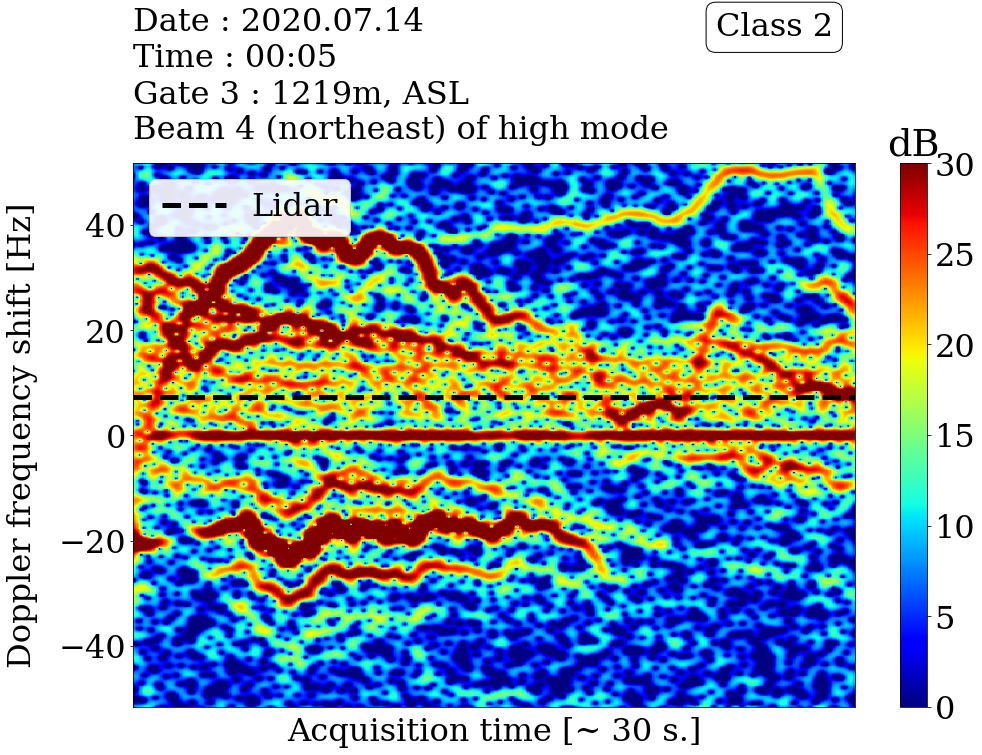 Date : 2020.07.14
Time : 00:05
Gate 3 : 1219m, ASL
Beam 4 (northeast) of high mode
Class 2
dB
Lidar
Doppler frequency shift [Hz]
40
20
0
−20
−40
30
25
20
15
10
5
0
Acquisition time [~ 30 s.]